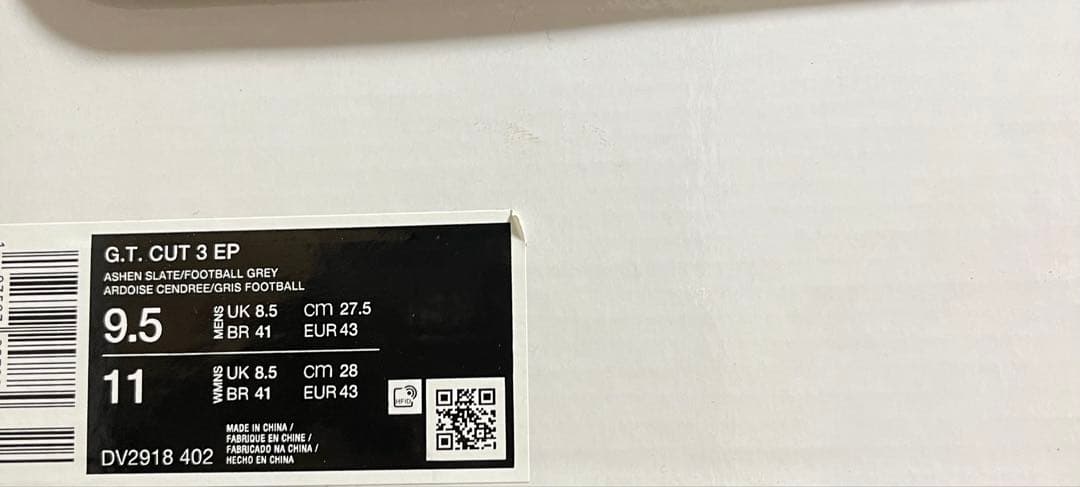 G.T. CUT 3 EP
ASHEN SLATE/FOOTBALL GREY
ARDOISE CENDREE/GRIS FOOTBALL
9.5 MENS UK 8.5 cm 27.5
BR 41 EUR 43
11 WMNS UK 8.5 cm 28
BR 41 EUR 43
MADE IN CHINA /
FABRIQUE EN CHINE /
FABRICADO NA CHINA /
DV2918 402 HECHO EN CHINA